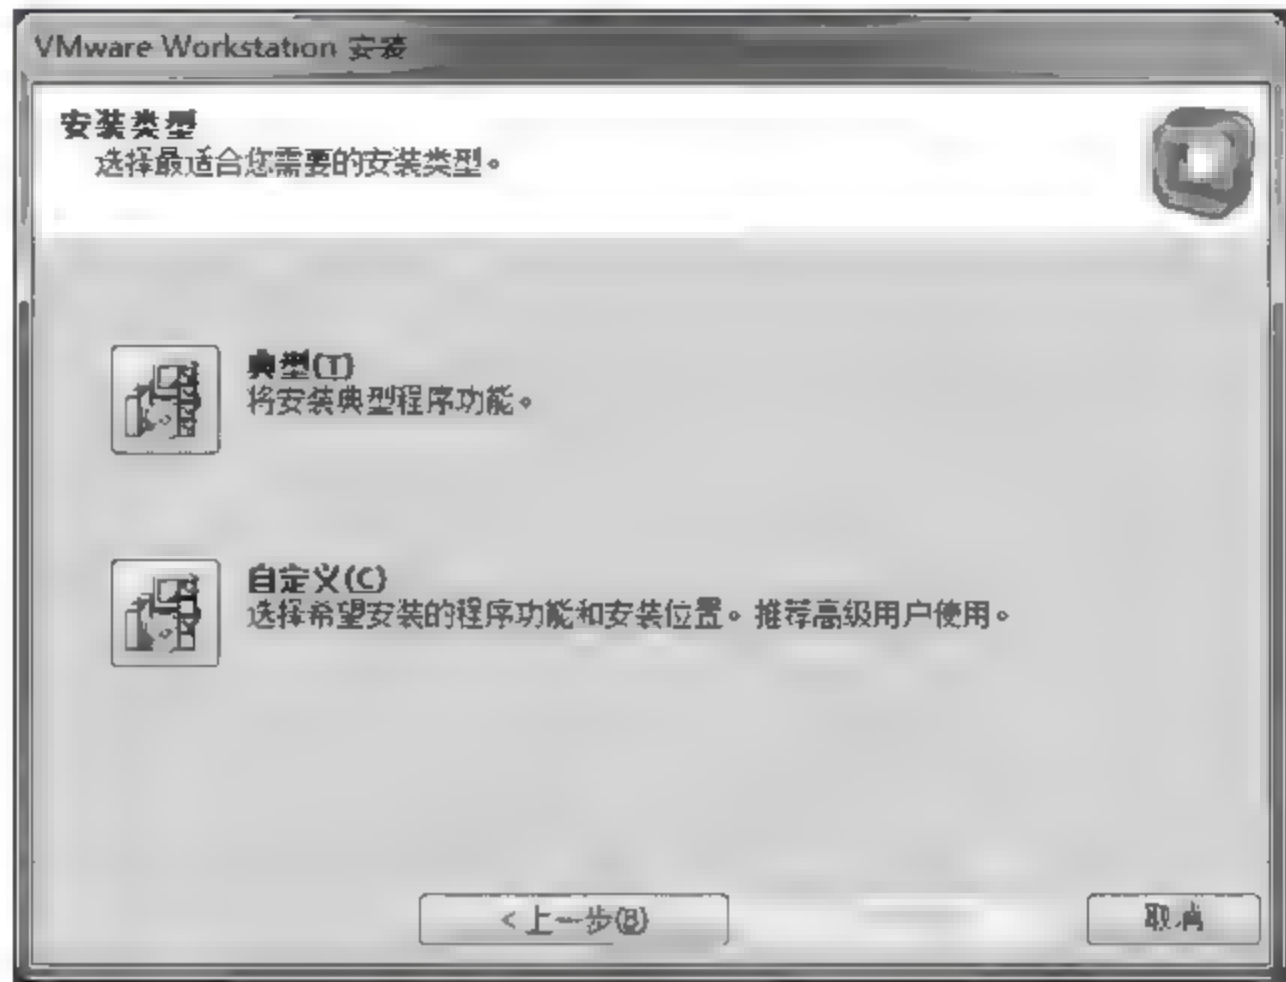 VMware Workstation 安装
安装类型
选择最适合您需要的安装类型。
典型(T)
将安装典型程序功能。
自定义(C)
选择希望安装的程序功能和安装位置。推荐高级用户使用。
<上一步(B)
取消